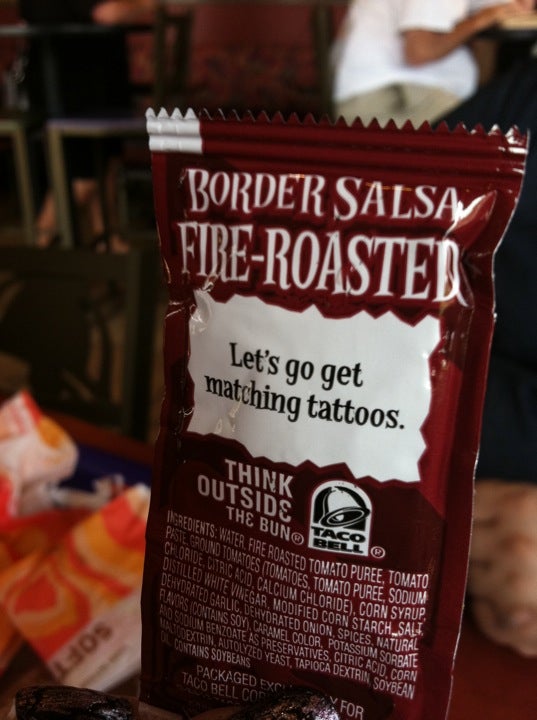 BORDER SALSA
FIRE-ROASTED
Let's go get
matching tattoos.
THINK
OUTSIDE
THE BUN®
TACO
BELL ®
INGREDIENTS: WATER, FIRE ROASTED TOMATO PUREE, TOMATO
PASTE, GROUND TOMATOES (TOMATOES, TOMATO PUREE, SODIUM
CHLORIDE, CITRIC ACID, CALCIUM CHLORIDE), CORN SYRUP,
DISTILLED WHITE VINEGAR, MODIFIED CORN STARCH, SALT,
DEHYDRATED GARLIC, DEHYDRATED ONION, SPICES, NATURAL
FLAVORS (CONTAINS SOY), CARAMEL COLOR, POTASSIUM SORBATE
AND SODIUM BENZOATE AS PRESERVATIVES, CITRIC ACID, CORN
OIL, MALTODEXTRIN, AUTOLYZED YEAST, TAPIOCA DEXTRIN, SOYBEAN
CONTAINS SOYBEANS
PACKAGED FOR
TACO BELL
SOFT